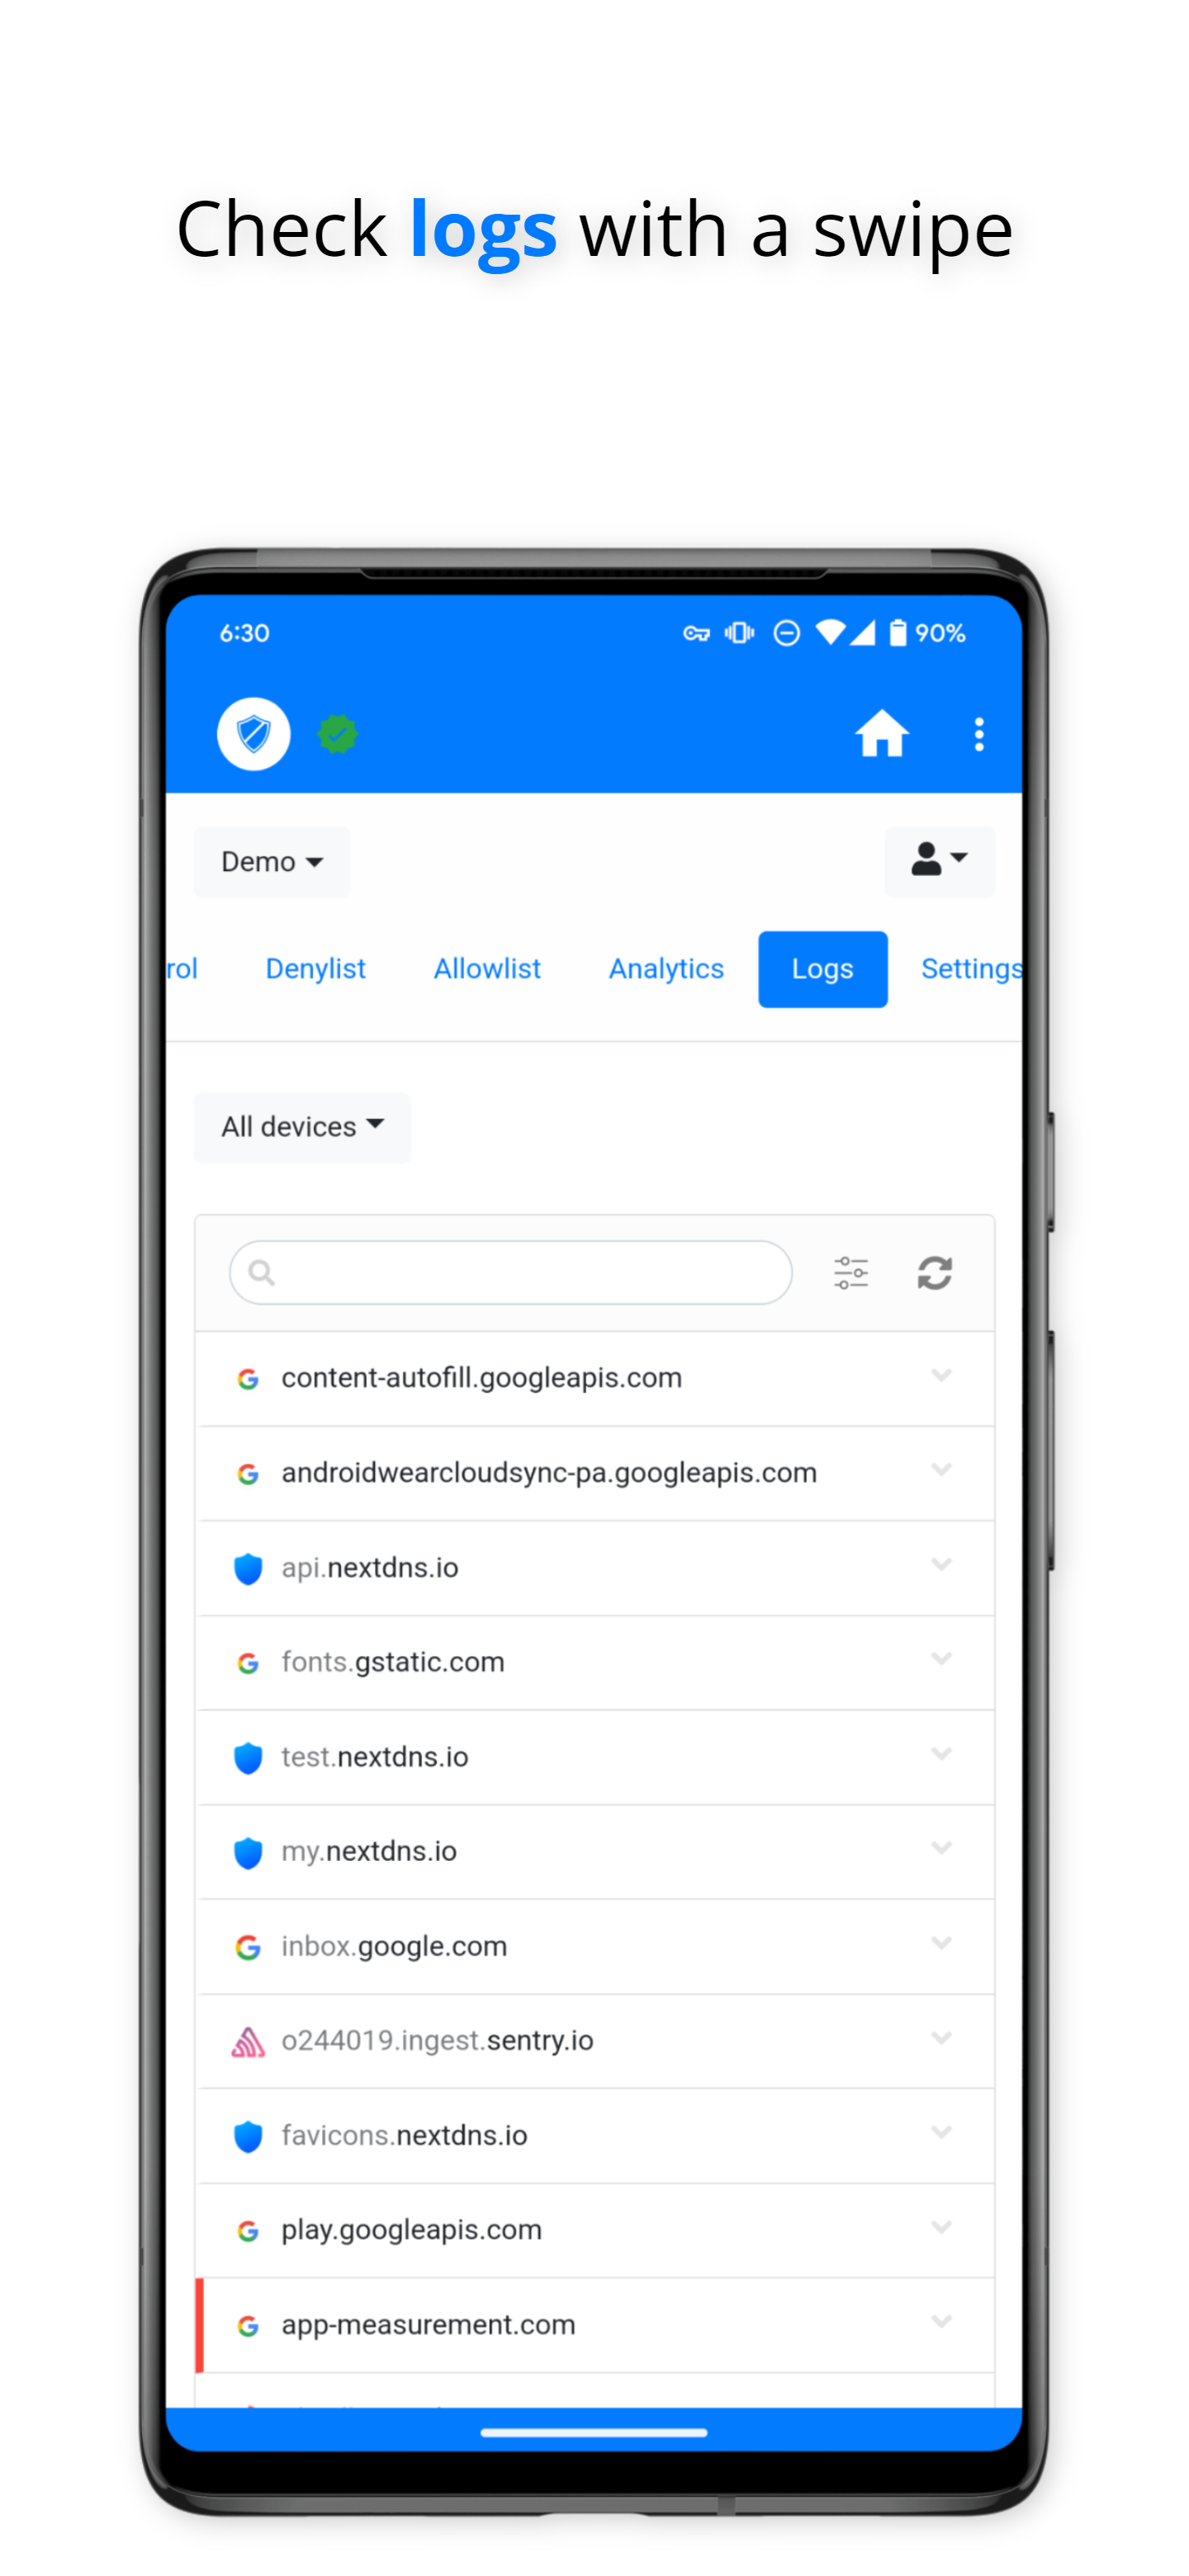 Check logs with a swipe
6:30 90%
Demo
rol Denylist Allowlist Analytics Logs Settings
All devices
content-autofill.googleapis.com
androidwearcloudsync-pa.googleapis.com
api.nextdns.io
fonts.gstatic.com
test.nextdns.io
my.nextdns.io
inbox.google.com
o244019.ingest.sentry.io
favicons.nextdns.io
play.googleapis.com
app-measurement.com